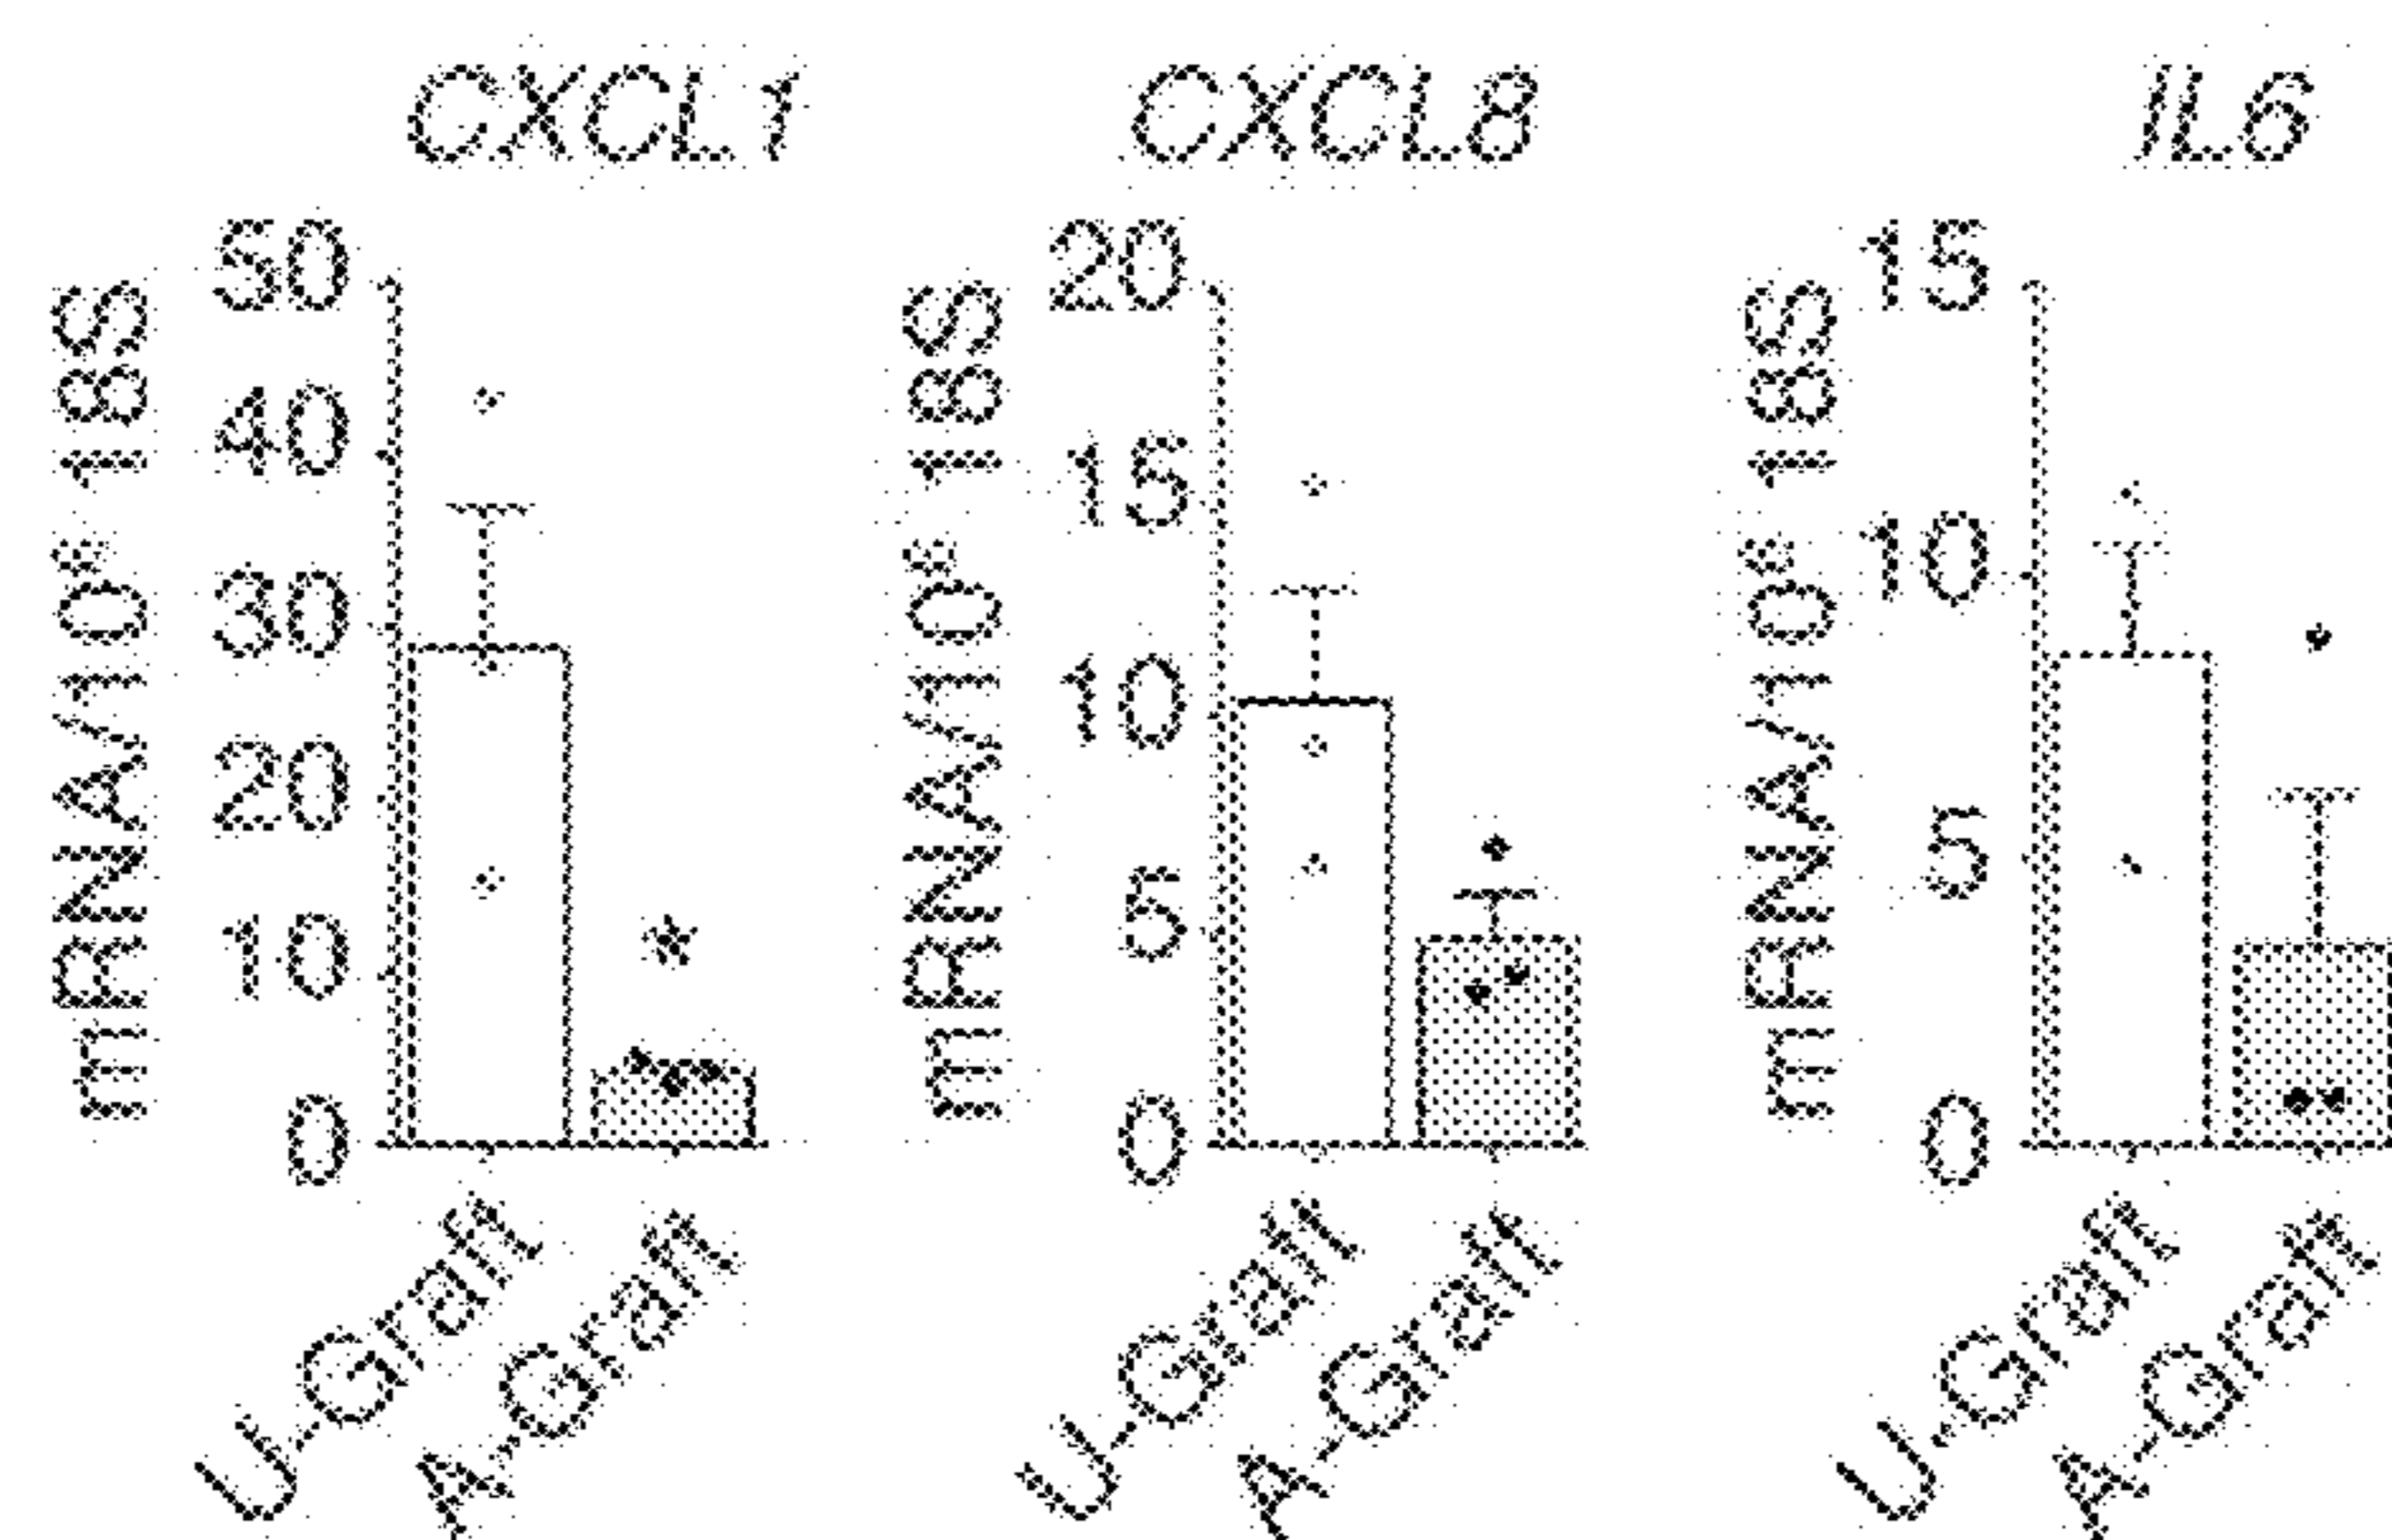 CXCL1
CXCL8
IL6
mRNA/10⁶ 18S
50
40
30
20
10
0
U-Graft
A-Graft
*
mRNA/10⁶ 18S
20
15
10
5
0
U-Graft
A-Graft
mRNA/10⁶ 18S
15
10
5
0
U-Graft
A-Graft